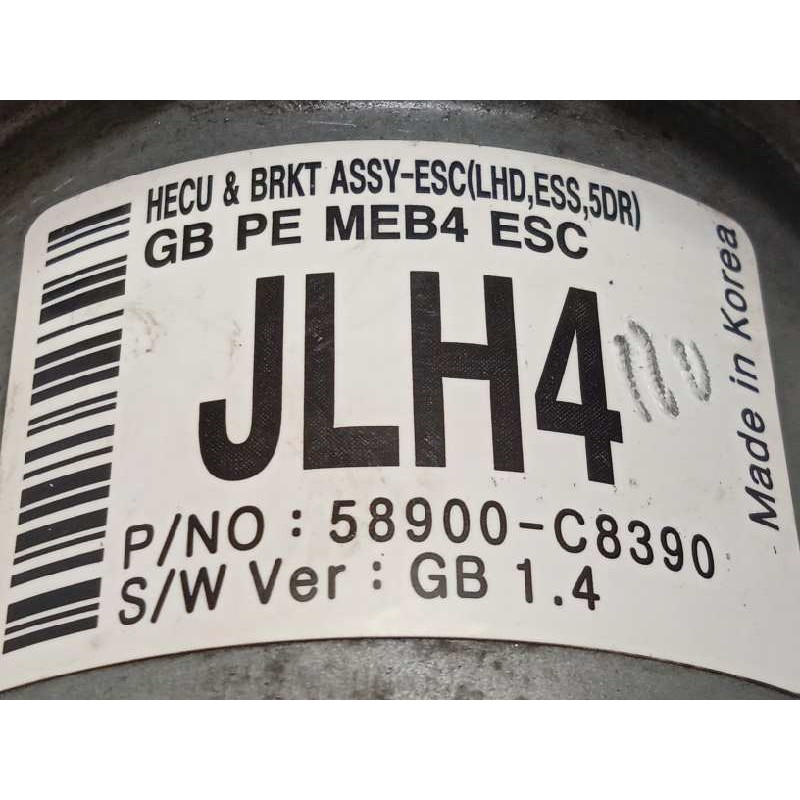 HECU & BRKT ASSY-ESC(LHD,ESS,5DR)
GB PE MEB4 ESC
JLH4
P/NO : 58900-C8390
S/W Ver : GB 1.4
Made in Korea